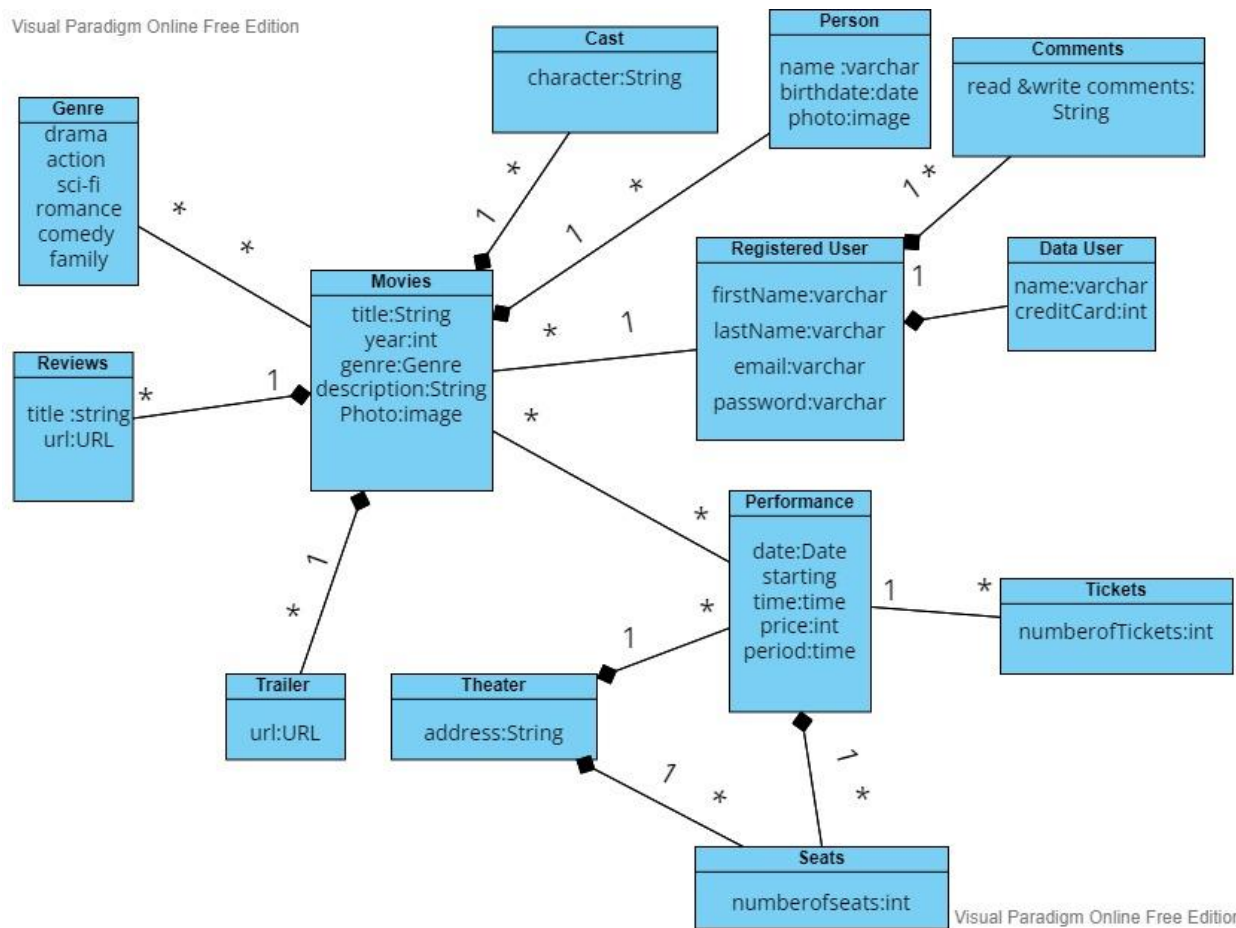 Visual Paradigm Online Free Edition
Cast
character:String
Person
name :varchar
birthdate:date
photo:image
Comments
read &write comments:
String
Genre
drama
action
sci-fi
romance
comedy
family
*
*
*
1
*
1
1 *
Registered User
firstName:varchar
lastName:varchar
email:varchar
password:varchar
1
Data User
name:varchar
creditCard:int
Movies
title:String
year:int
genre:Genre
description:String
Photo:image
*
1
Reviews
title :string
url:URL
*
1
*
*
Performance
date:Date
starting
time:time
price:int
period:time
1
*
Tickets
numberofTickets:int
1
*
Trailer
url:URL
Theater
address:String
1
*
1
*
1
*
Seats
numberofseats:int
Visual Paradigm Online Free Edition